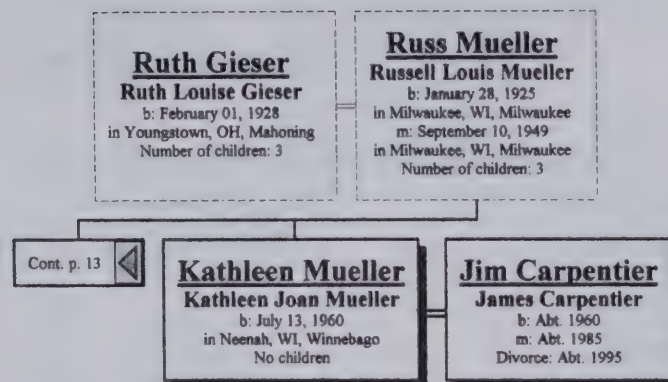 Ruth Gieser
Ruth Louise Gieser
b: February 01, 1928
in Youngstown, OH, Mahoning
Number of children: 3
Russ Mueller
Russell Louis Mueller
b: January 28, 1925
in Milwaukee, WI, Milwaukee
m: September 10, 1949
in Milwaukee, WI, Milwaukee
Number of children: 3
Cont. p. 13
Kathleen Mueller
Kathleen Joan Mueller
b: July 13, 1960
in Neenah, WI, Winnebago
No children
Jim Carpentier
James Carpentier
b: Abt. 1960
m: Abt. 1985
Divorce: Abt. 1995